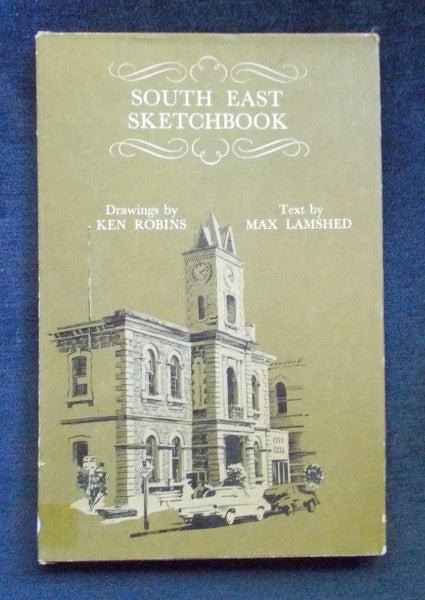 SOUTH EAST
SKETCHBOOK
Drawings by
KEN ROBINS
Text by
MAX LAMSHED
CITY
HALL